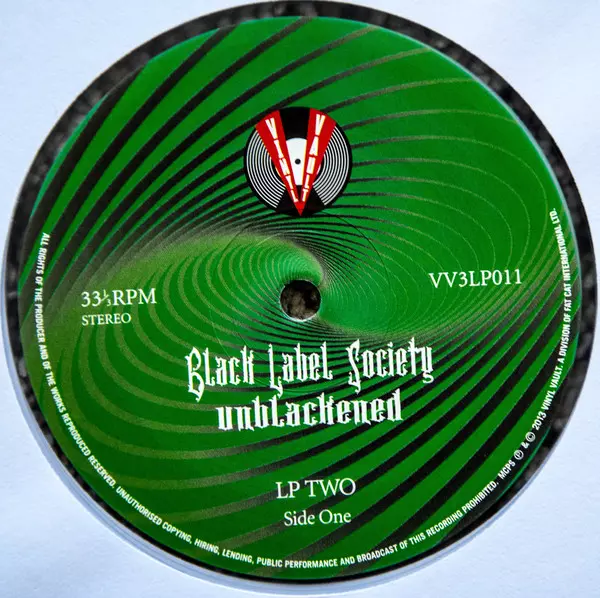 VINYL VAULT
33⅓RPM
STEREO
VV3LP011
Black Label Society
unblackened
LP TWO
Side One
ALL RIGHTS OF THE PRODUCER AND OF THE WORKS REPRODUCED RESERVED. UNAUTHORISED COPYING, HIRING, LENDING, PUBLIC PERFORMANCE AND BROADCAST OF THIS RECORDING PROHIBITED. MCPS ℗ & © 2013 VINYL VAULT. A DIVISION OF FAT CAT INTERNATIONAL LTD.